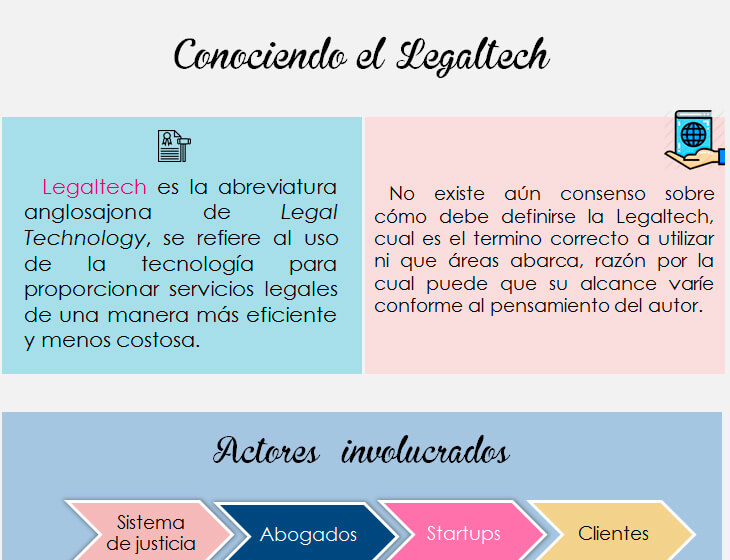 Conociendo el Legaltech
Legaltech es la abreviatura
anglosajona de Legal
Technology, se refiere al uso
de la tecnología para
proporcionar servicios legales
de una manera más eficiente
y menos costosa.
No existe aún consenso sobre
cómo debe definirse la Legaltech,
cual es el termino correcto a utilizar
ni que áreas abarca, razón por la
cual puede que su alcance varíe
conforme al pensamiento del autor.
Actores involucrados
Sistema
de justicia
Abogados
Startups
Clientes